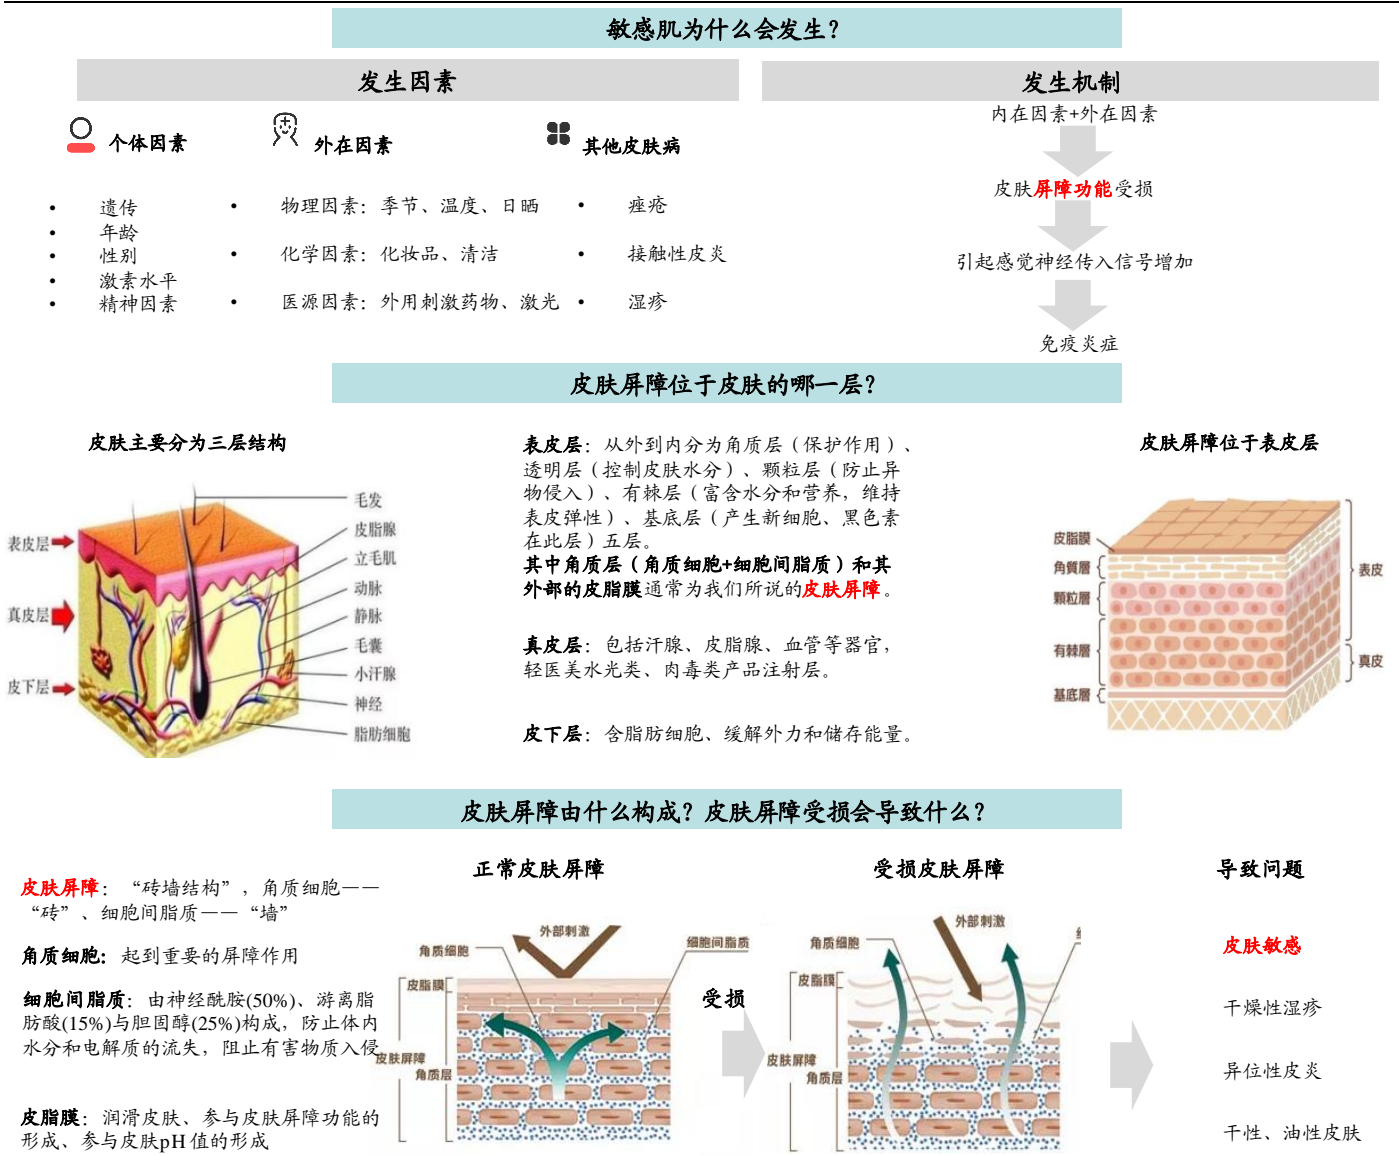 敏感肌为什么会发生？
发生因素
发生机制
个体因素
外在因素
其他皮肤病
• 遗传
• 年龄
• 性别
• 激素水平
• 精神因素
• 物理因素：季节、温度、日晒
• 化学因素：化妆品、清洁
• 医源因素：外用刺激药物、激光
• 痤疮
• 接触性皮炎
• 湿疹
内在因素+外在因素
皮肤屏障功能受损
引起感觉神经传入信号增加
免疫炎症
皮肤屏障位于皮肤的哪一层？
皮肤主要分为三层结构
表皮层
真皮层
皮下层
毛发
皮脂腺
立毛肌
动脉
静脉
毛囊
小汗腺
神经
脂肪细胞
表皮层：从外到内分为角质层（保护作用）、
透明层（控制皮肤水分）、颗粒层（防止异
物侵入）、有棘层（富含水分和营养，维持
表皮弹性）、基底层（产生新细胞、黑色素
在此层）五层。
其中角质层（角质细胞+细胞间脂质）和其
外部的皮脂膜通常为我们所说的皮肤屏障。
真皮层：包括汗腺、皮脂腺、血管等器官，
轻医美水光类、肉毒类产品注射层。
皮下层：含脂肪细胞、缓解外力和储存能量。
皮肤屏障位于表皮层
皮脂膜
角質層
顆粒層
有棘層
基底層
表皮
真皮
皮肤屏障由什么构成？皮肤屏障受损会导致什么？
皮肤屏障：“砖墙结构”，角质细胞——
“砖”、细胞间脂质——“墙”
角质细胞：起到重要的屏障作用
细胞间脂质：由神经酰胺(50%)、游离脂
肪酸(15%)与胆固醇(25%)构成，防止体内
水分和电解质的流失，阻止有害物质入侵
皮脂膜：润滑皮肤、参与皮肤屏障功能的
形成、参与皮肤pH值的形成
正常皮肤屏障
外部刺激
角质细胞
细胞间脂质
皮脂膜
皮肤屏障
角质层
受损
受损皮肤屏障
外部刺激
角质细胞
皮脂膜
皮肤屏障
角质层
导致问题
皮肤敏感
干燥性湿疹
异位性皮炎
干性、油性皮肤